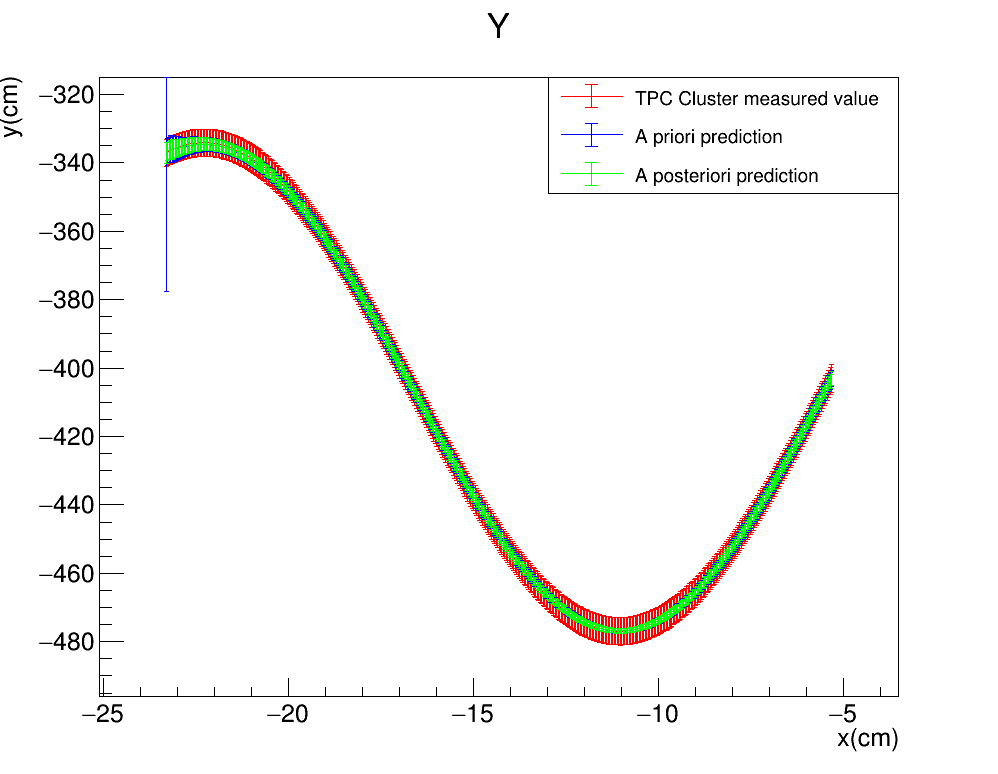 Y
y(cm)
−320
−340
−360
−380
−400
−420
−440
−460
−480
TPC Cluster measured value
A priori prediction
A posteriori prediction
−25
−20
−15
−10
−5
x(cm)